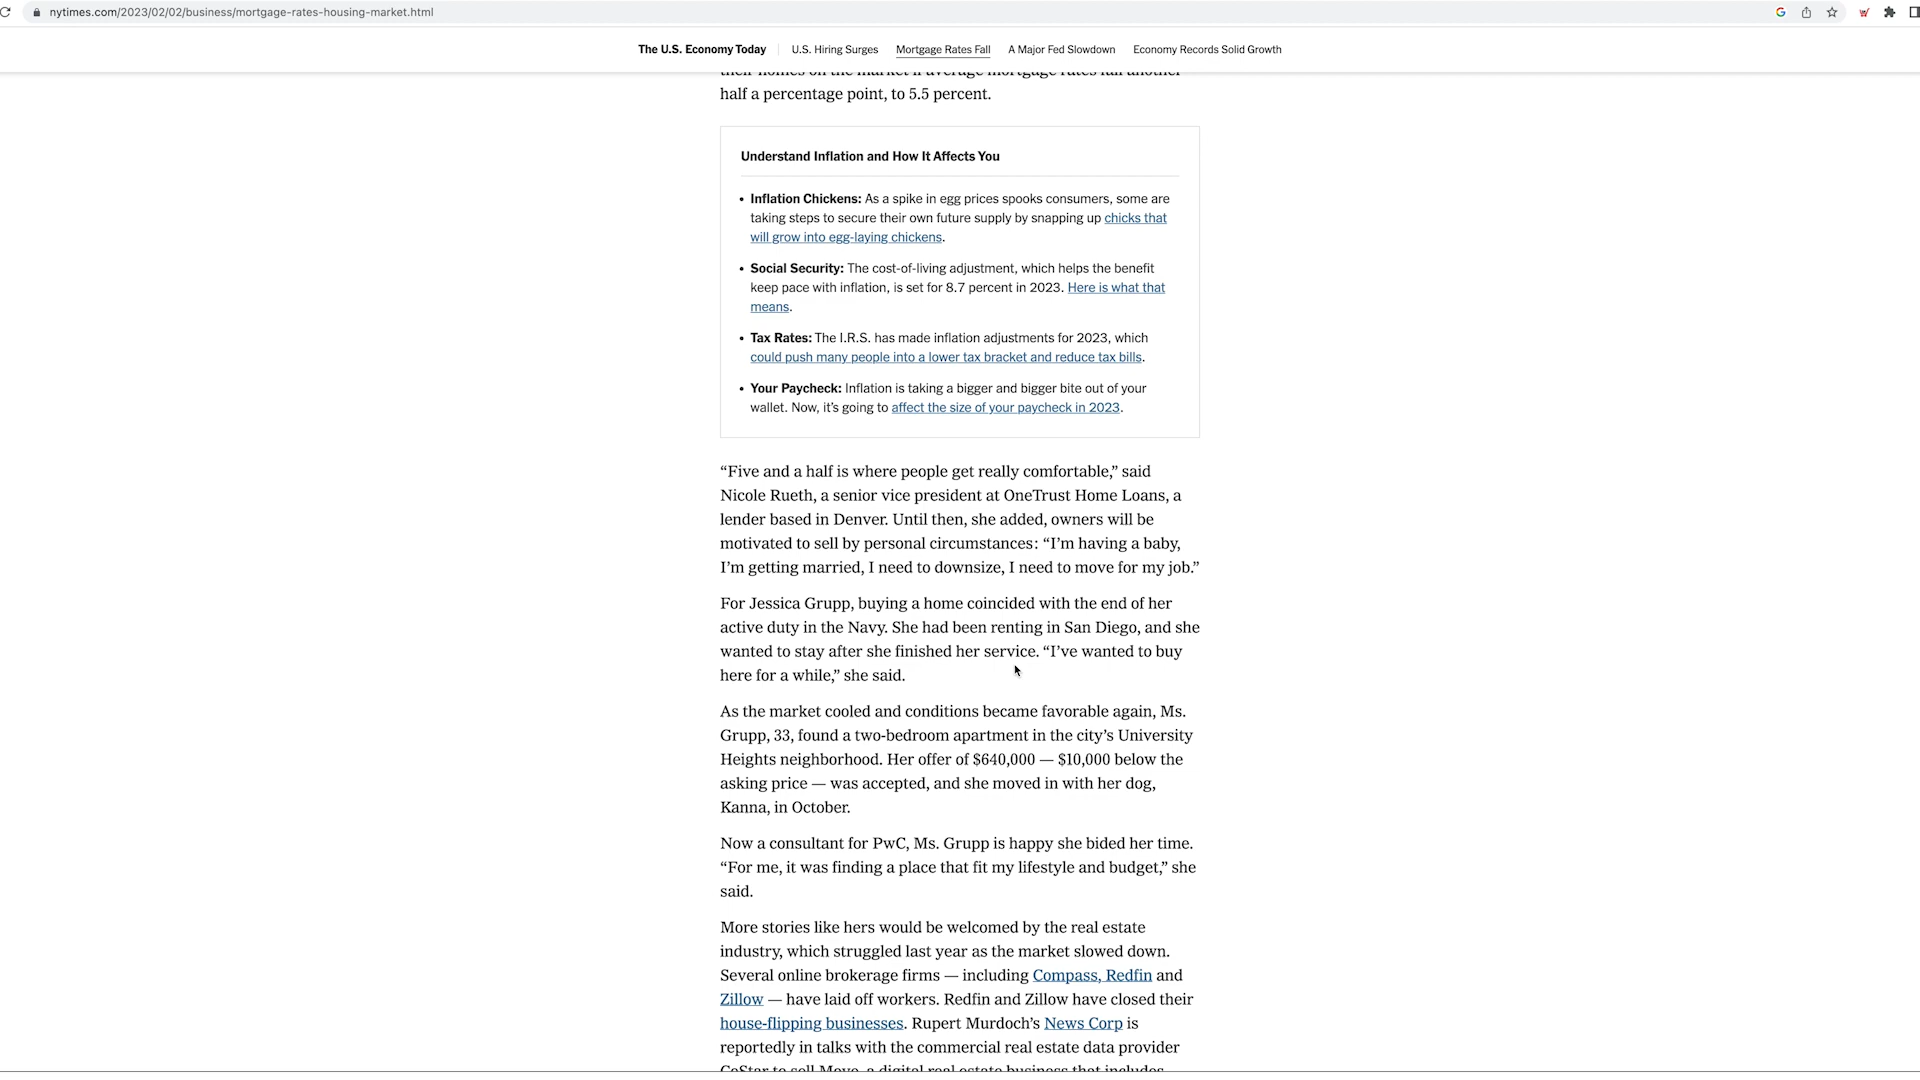 nytimes.com/2023/02/02/business/mortgage-rates-housing-market.html
The U.S. Economy Today U.S. Hiring Surges Mortgage Rates Fall A Major Fed Slowdown Economy Records Solid Growth
their homes on the market if average mortgage rates fall another
half a percentage point, to 5.5 percent.
Understand Inflation and How It Affects You
• Inflation Chickens: As a spike in egg prices spooks consumers, some are
taking steps to secure their own future supply by snapping up chicks that
will grow into egg-laying chickens.
• Social Security: The cost-of-living adjustment, which helps the benefit
keep pace with inflation, is set for 8.7 percent in 2023. Here is what that
means.
• Tax Rates: The I.R.S. has made inflation adjustments for 2023, which
could push many people into a lower tax bracket and reduce tax bills.
• Your Paycheck: Inflation is taking a bigger and bigger bite out of your
wallet. Now, it’s going to affect the size of your paycheck in 2023.
“Five and a half is where people get really comfortable,” said
Nicole Rueth, a senior vice president at OneTrust Home Loans, a
lender based in Denver. Until then, she added, owners will be
motivated to sell by personal circumstances: “I’m having a baby,
I’m getting married, I need to downsize, I need to move for my job.”
For Jessica Grupp, buying a home coincided with the end of her
active duty in the Navy. She had been renting in San Diego, and she
wanted to stay after she finished her service. “I’ve wanted to buy
here for a while,” she said.
As the market cooled and conditions became favorable again, Ms.
Grupp, 33, found a two-bedroom apartment in the city’s University
Heights neighborhood. Her offer of $640,000 — $10,000 below the
asking price — was accepted, and she moved in with her dog,
Kanna, in October.
Now a consultant for PwC, Ms. Grupp is happy she bided her time.
“For me, it was finding a place that fit my lifestyle and budget,” she
said.
More stories like hers would be welcomed by the real estate
industry, which struggled last year as the market slowed down.
Several online brokerage firms — including Compass, Redfin and
Zillow — have laid off workers. Redfin and Zillow have closed their
house-flipping businesses. Rupert Murdoch’s News Corp is
reportedly in talks with the commercial real estate data provider
CoStar to sell Move, a digital real estate business that includes